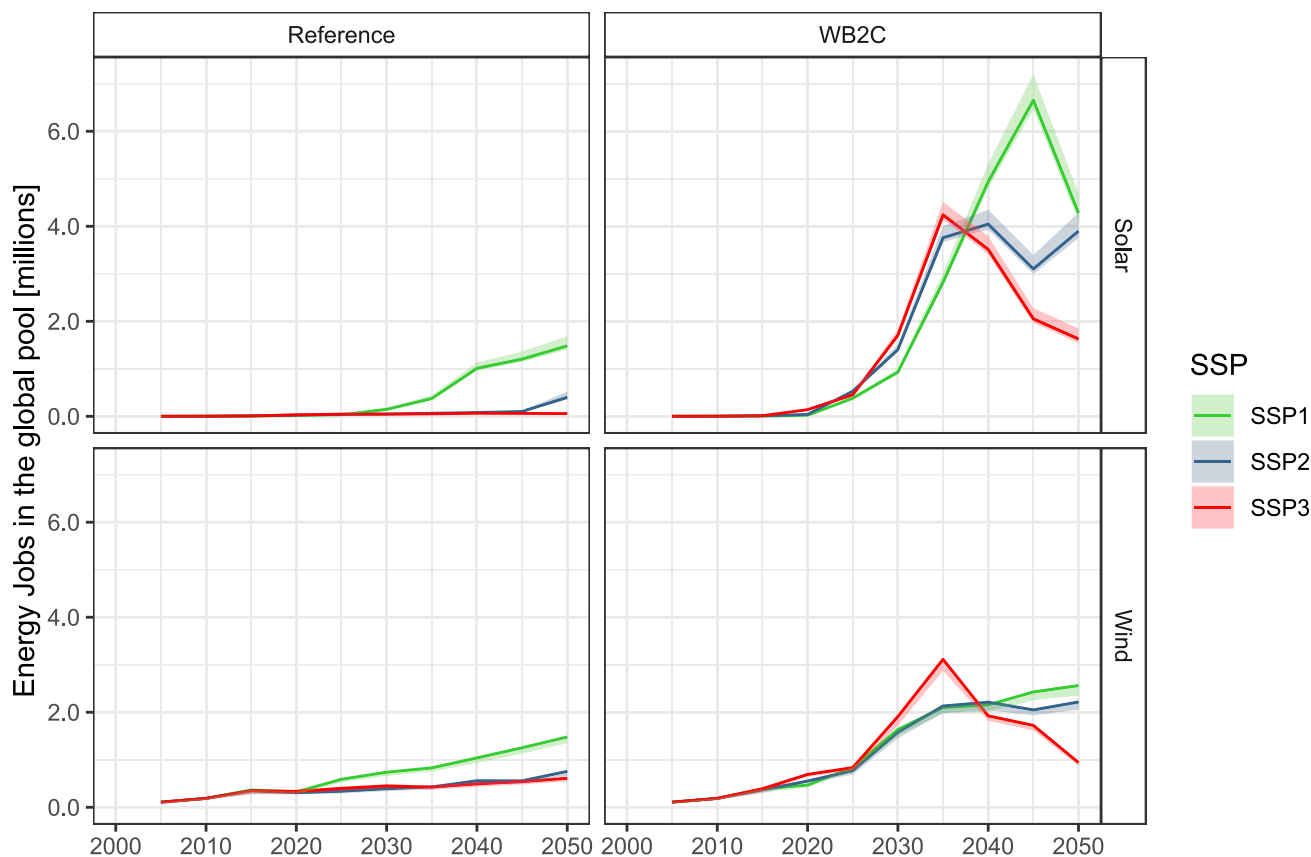 Reference
WB2C
Energy Jobs in the global pool [millions]
6.0
4.0
2.0
0.0
Solar
6.0
4.0
2.0
0.0
Wind
2000 2010 2020 2030 2040 2050
2000 2010 2020 2030 2040 2050
SSP
SSP1
SSP2
SSP3